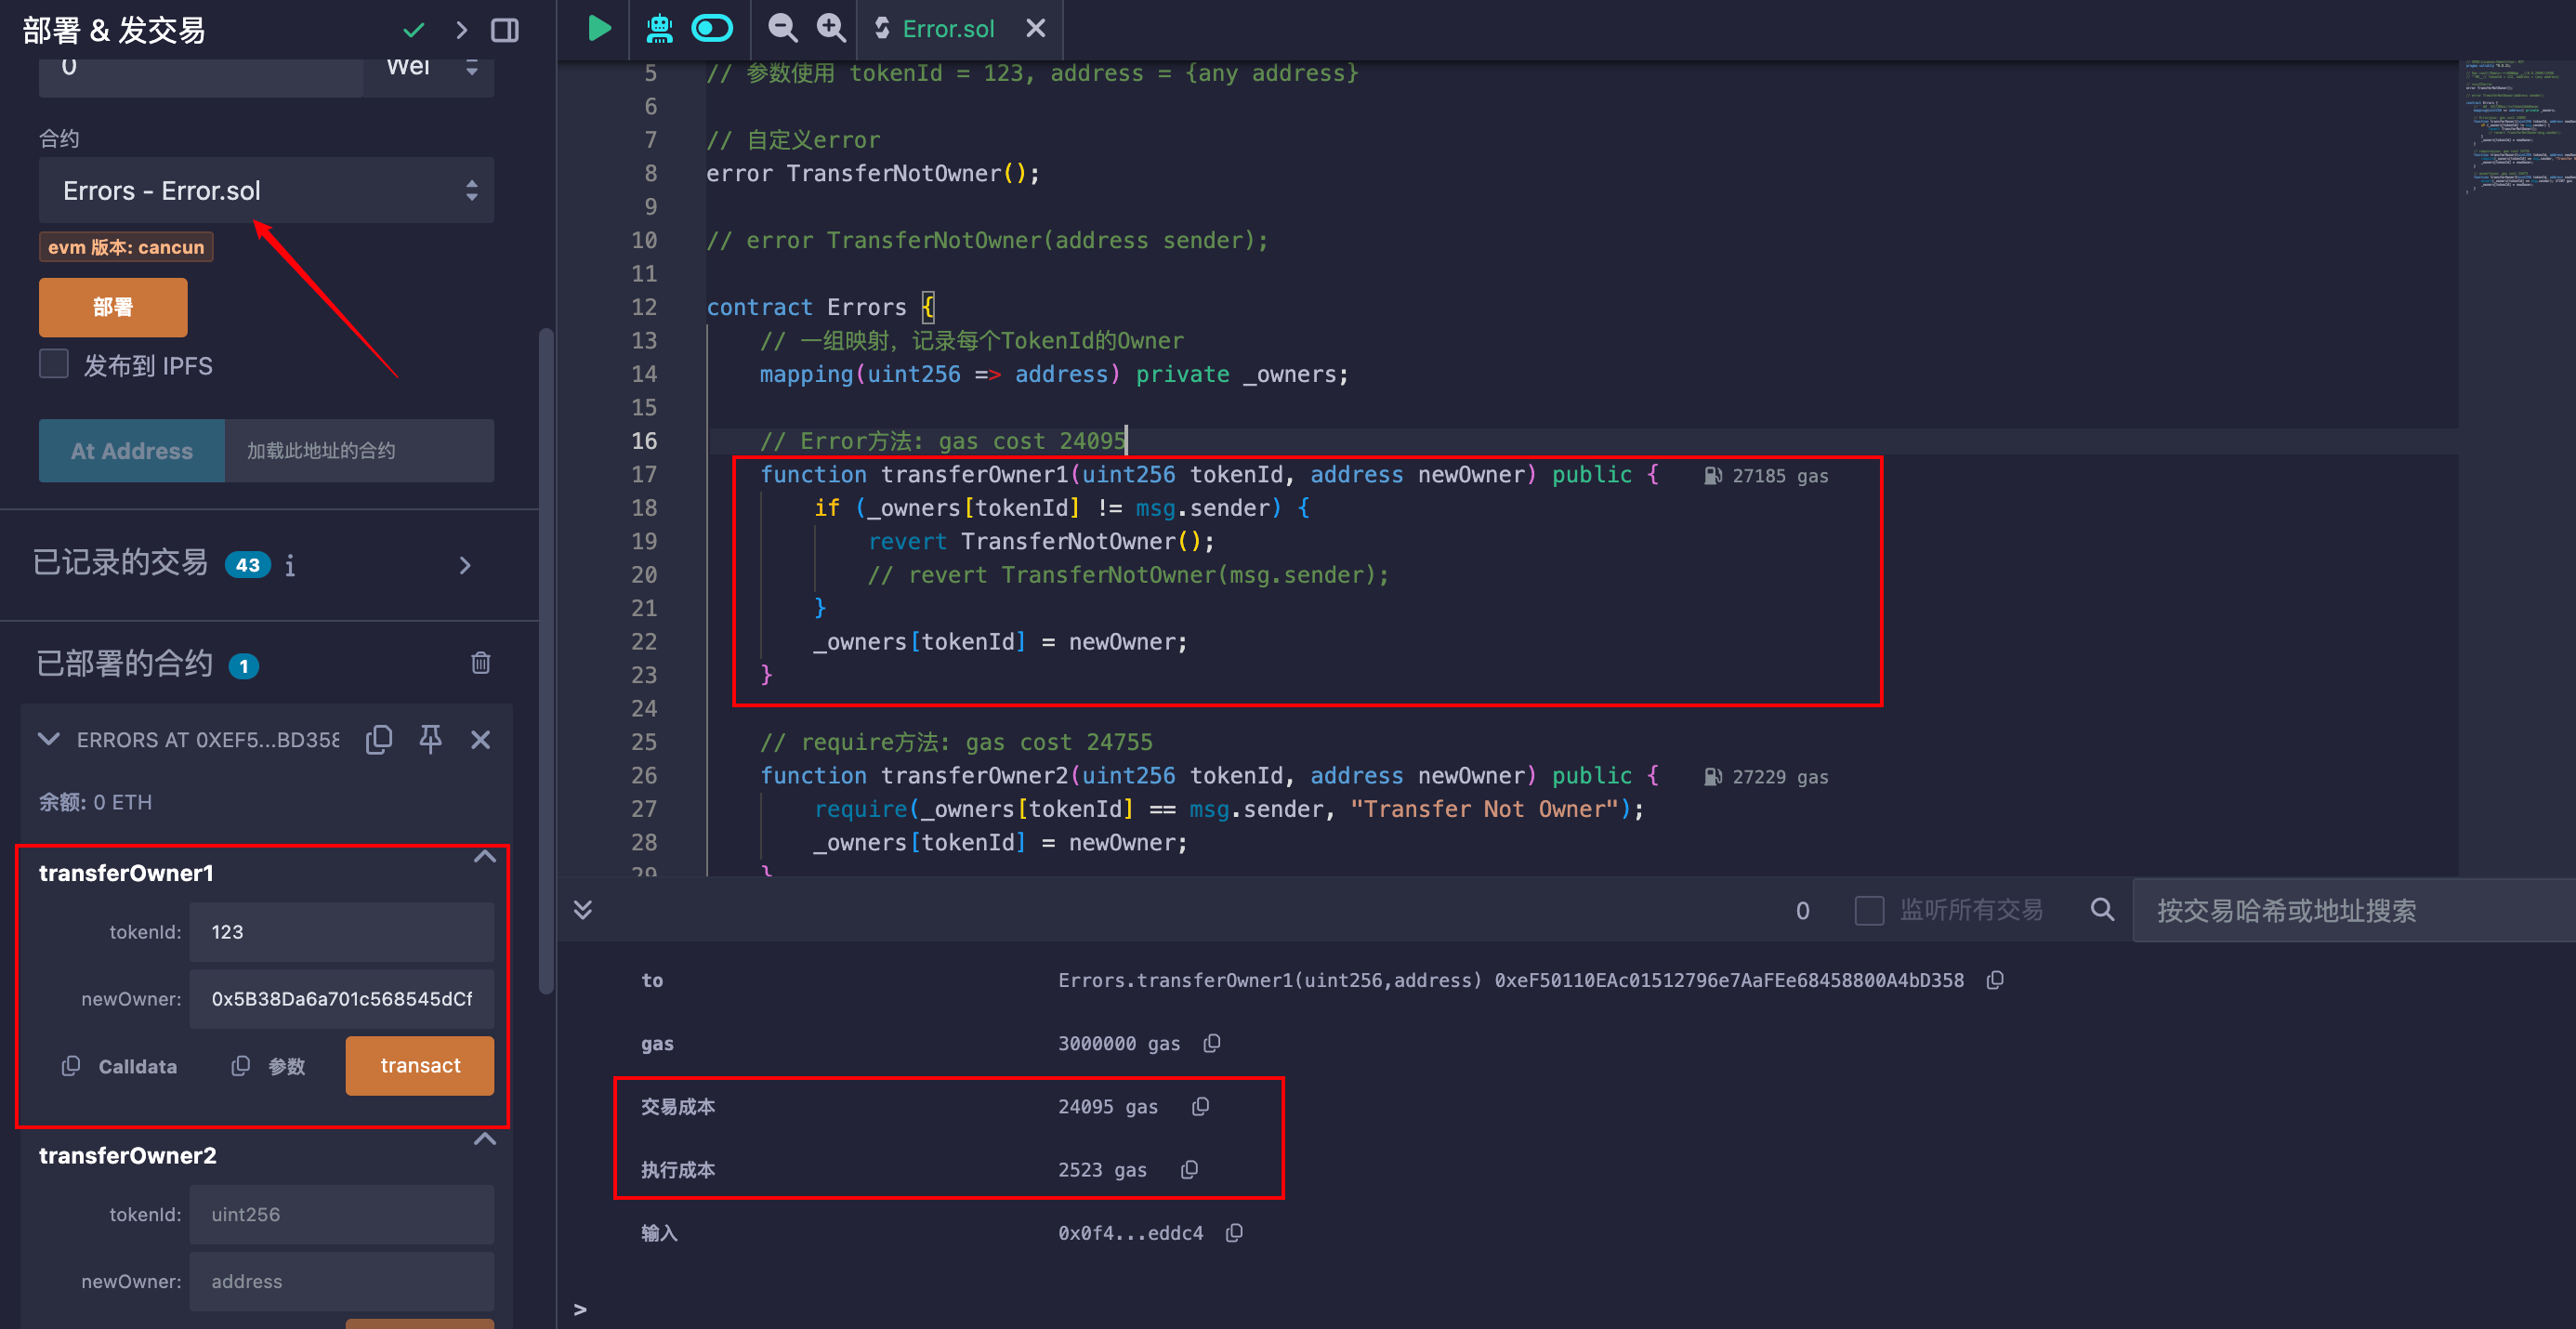 部署 & 发交易
0
Wei
合约
Errors - Error.sol
evm 版本: cancun
部署
发布到 IPFS
At Address
加载此地址的合约
已记录的交易 43 i
已部署的合约 1
ERRORS AT 0XEF5...BD358
余额: 0 ETH
transferOwner1
tokenId: 123
newOwner: 0x5B38Da6a701c568545dCf
Calldata
参数
transact
transferOwner2
tokenId: uint256
newOwner: address
Error.sol
5 // 参数使用 tokenId = 123, address = {any address}
6
7 // 自定义error
8 error TransferNotOwner();
9
10 // error TransferNotOwner(address sender);
11
12 contract Errors {
13 // 一组映射，记录每个TokenId的Owner
14 mapping(uint256 => address) private _owners;
15
16 // Error方法: gas cost 24095
17 function transferOwner1(uint256 tokenId, address newOwner) public { 27185 gas
18 if (_owners[tokenId] != msg.sender) {
19 revert TransferNotOwner();
20 // revert TransferNotOwner(msg.sender);
21 }
22 _owners[tokenId] = newOwner;
23 }
24
25 // require方法: gas cost 24755
26 function transferOwner2(uint256 tokenId, address newOwner) public { 27229 gas
27 require(_owners[tokenId] == msg.sender, "Transfer Not Owner");
28 _owners[tokenId] = newOwner;
29 }
0
监听所有交易
按交易哈希或地址搜索
to Errors.transferOwner1(uint256,address) 0xeF50110EAc01512796e7AaFEe68458800A4bD358
gas 3000000 gas
交易成本 24095 gas
执行成本 2523 gas
输入 0x0f4...eddc4
>